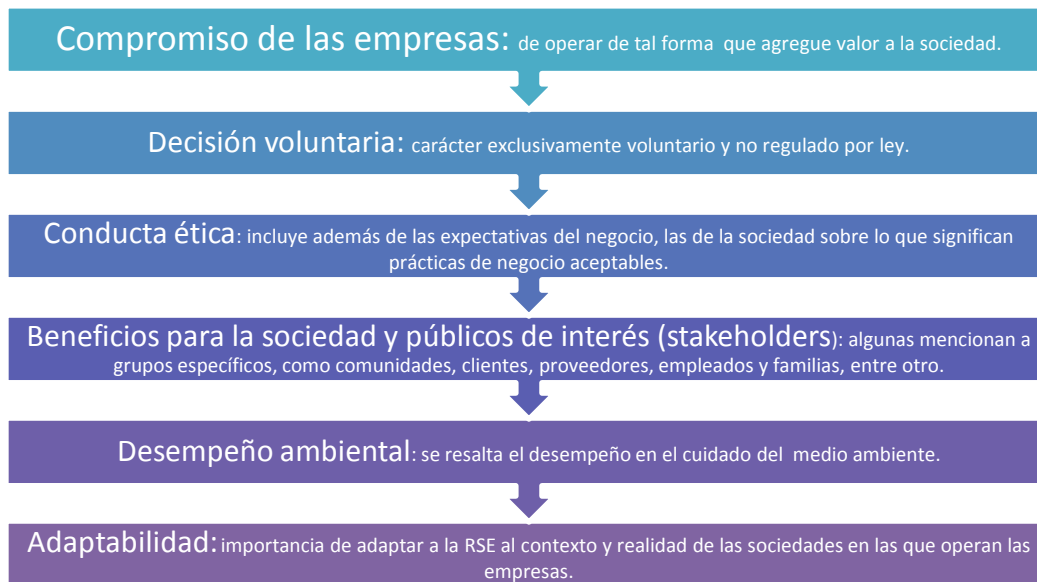 Compromiso de las empresas: de operar de tal forma que agregue valor a la sociedad.
Decisión voluntaria: carácter exclusivamente voluntario y no regulado por ley.
Conducta ética: incluye además de las expectativas del negocio, las de la sociedad sobre lo que significan
prácticas de negocio aceptables.
Beneficios para la sociedad y públicos de interés (stakeholders): algunas mencionan a
grupos específicos, como comunidades, clientes, proveedores, empleados y familias, entre otro.
Desempeño ambiental: se resalta el desempeño en el cuidado del medio ambiente.
Adaptabilidad: importancia de adaptar a la RSE al contexto y realidad de las sociedades en las que operan las
empresas.